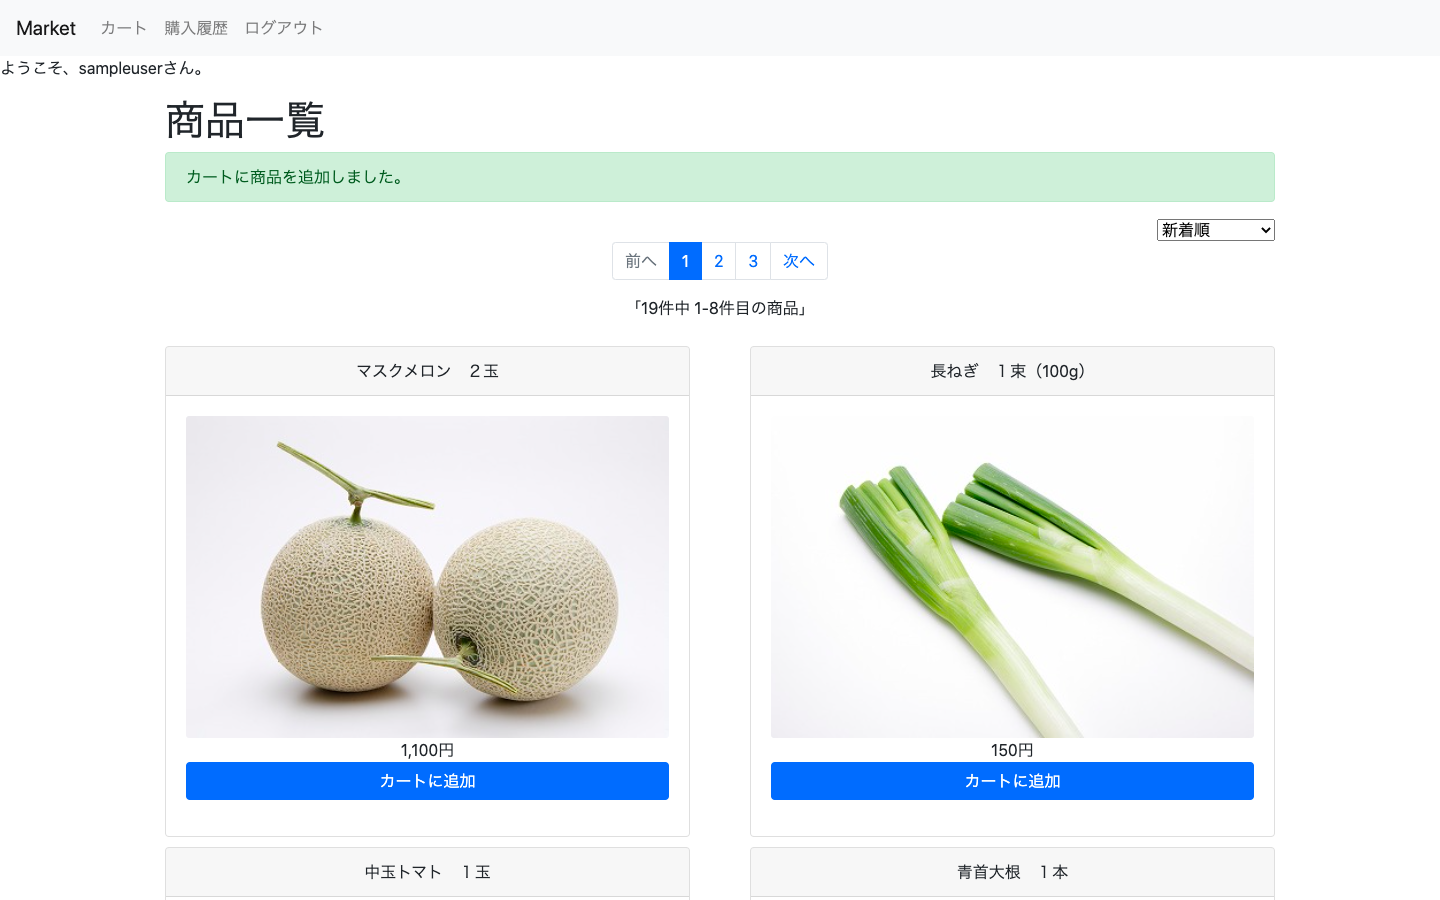 Market カート 購入履歴 ログアウト
ようこそ、sampleuserさん。
商品一覧
カートに商品を追加しました。
新着順
前へ 1 2 3 次へ
「19件中 1-8件目の商品」
マスクメロン　２玉
1,100円
カートに追加
長ねぎ　１束（100g）
150円
カートに追加
中玉トマト　１玉
青首大根　１本